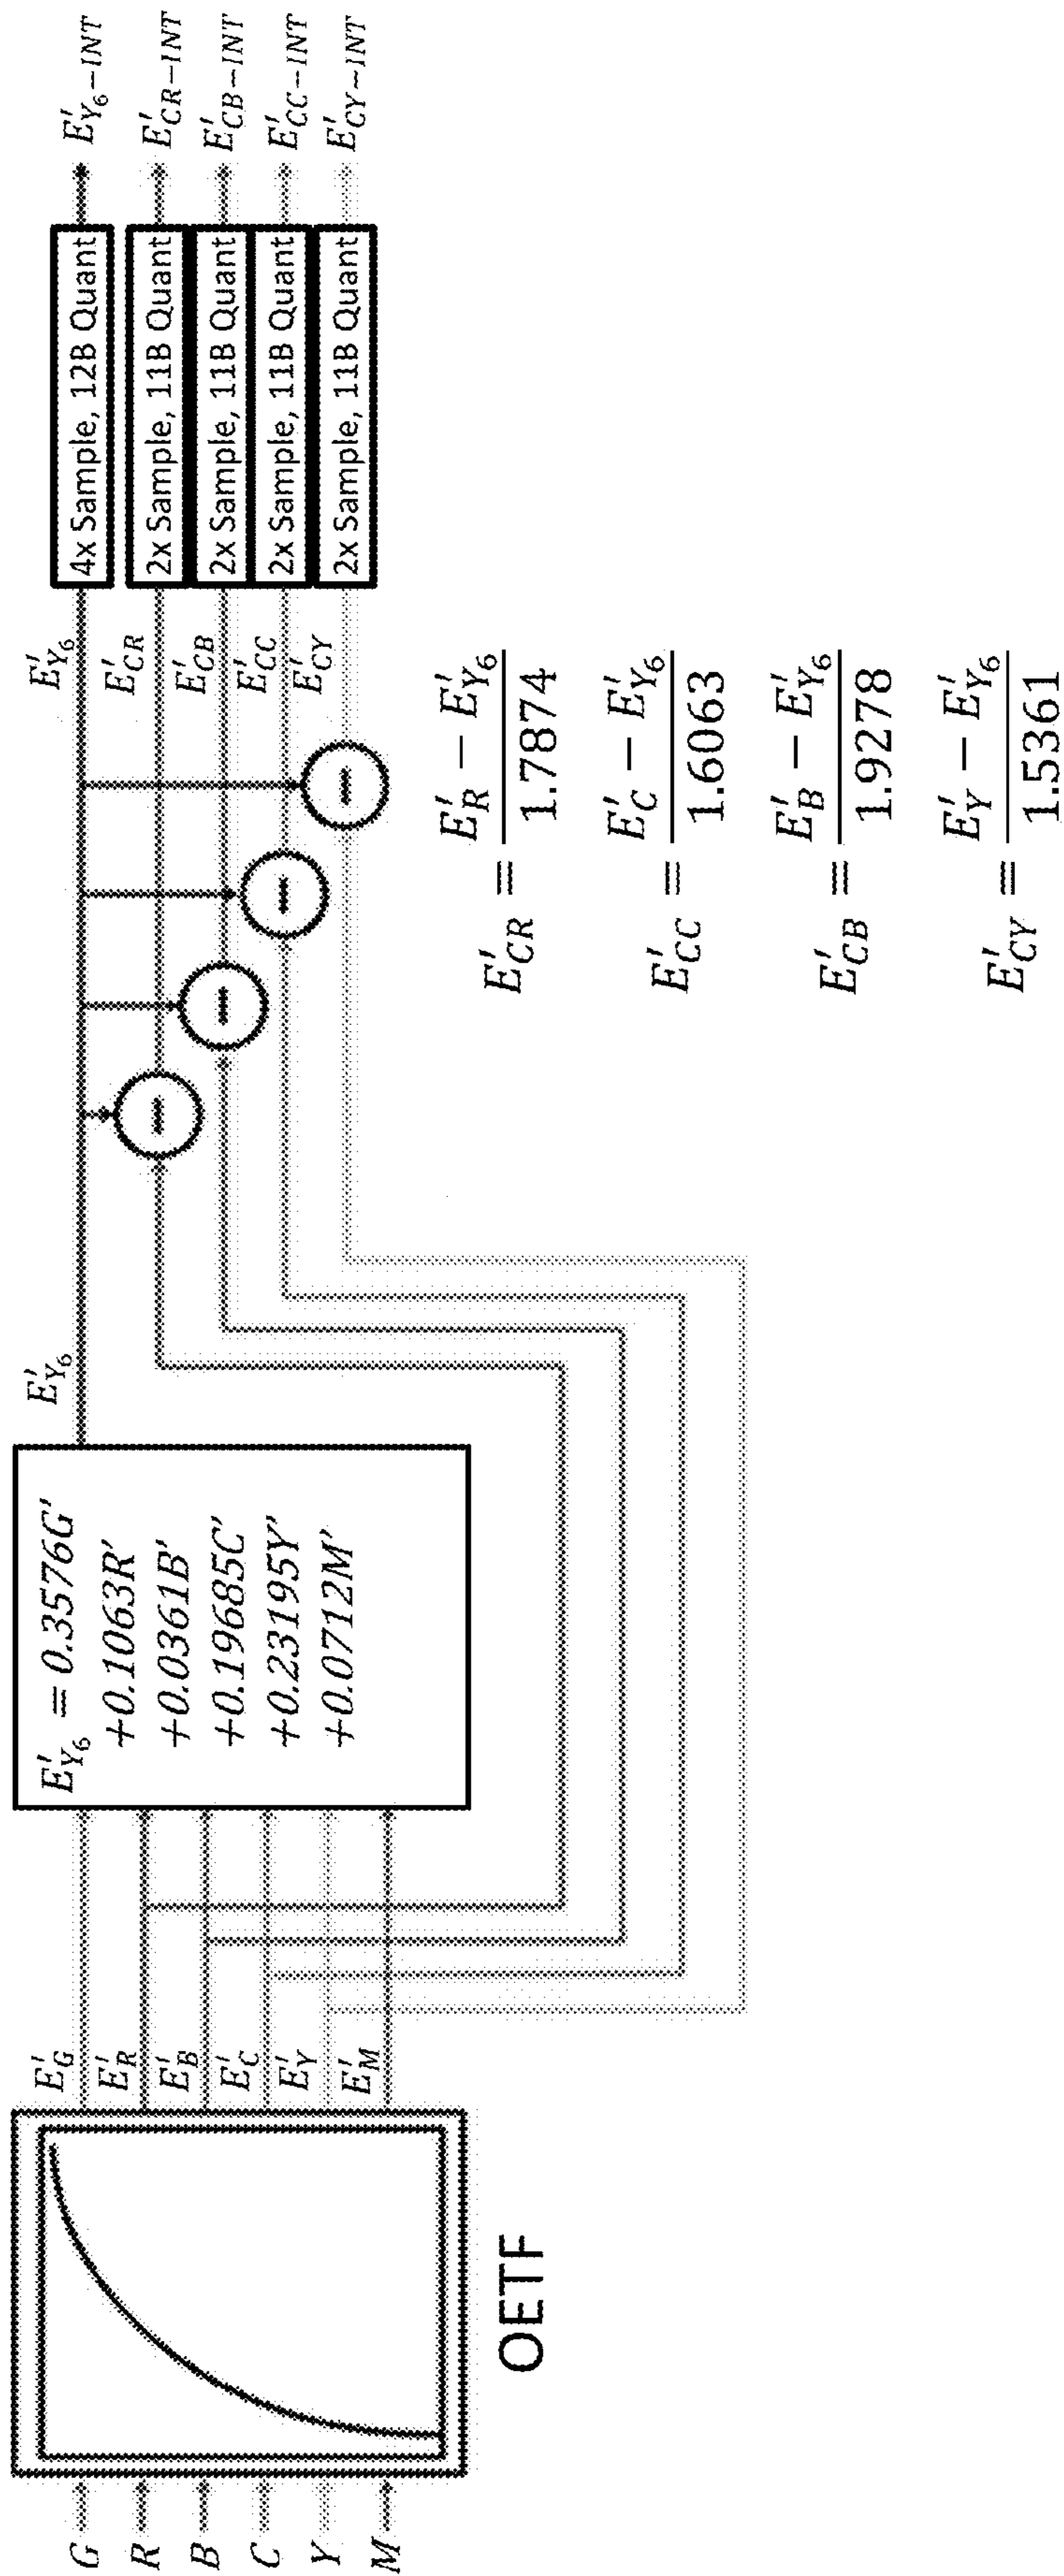 G
R
B
C
Y
M
OETF
E'_G
E'_R
E'_B
E'_C
E'_Y
E'_M
E'_{Y_6} = 0.3576G'
+0.1063R'
+0.0361B'
+0.19685C'
+0.23195Y'
+0.0712M'
E'_{Y_6}
E'_{Y_6}
E'_{CR}
E'_{CB}
E'_{CC}
E'_{CY}
4x Sample, 12B Quant
2x Sample, 11B Quant
2x Sample, 11B Quant
2x Sample, 11B Quant
2x Sample, 11B Quant
E'_{Y_6-INT}
E'_{CR-INT}
E'_{CB-INT}
E'_{CC-INT}
E'_{CY-INT}
E'_{CR} = \frac{E'_R - E'_{Y_6}}{1.7874}
E'_{CC} = \frac{E'_C - E'_{Y_6}}{1.6063}
E'_{CB} = \frac{E'_B - E'_{Y_6}}{1.9278}
E'_{CY} = \frac{E'_Y - E'_{Y_6}}{1.5361}